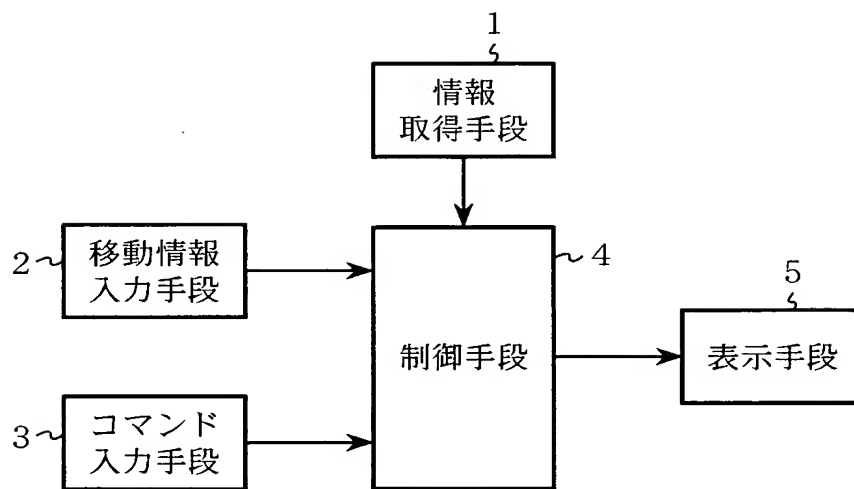 1
情報
取得手段
2
移動情報
入力手段
4
制御手段
5
表示手段
3
コマンド
入力手段